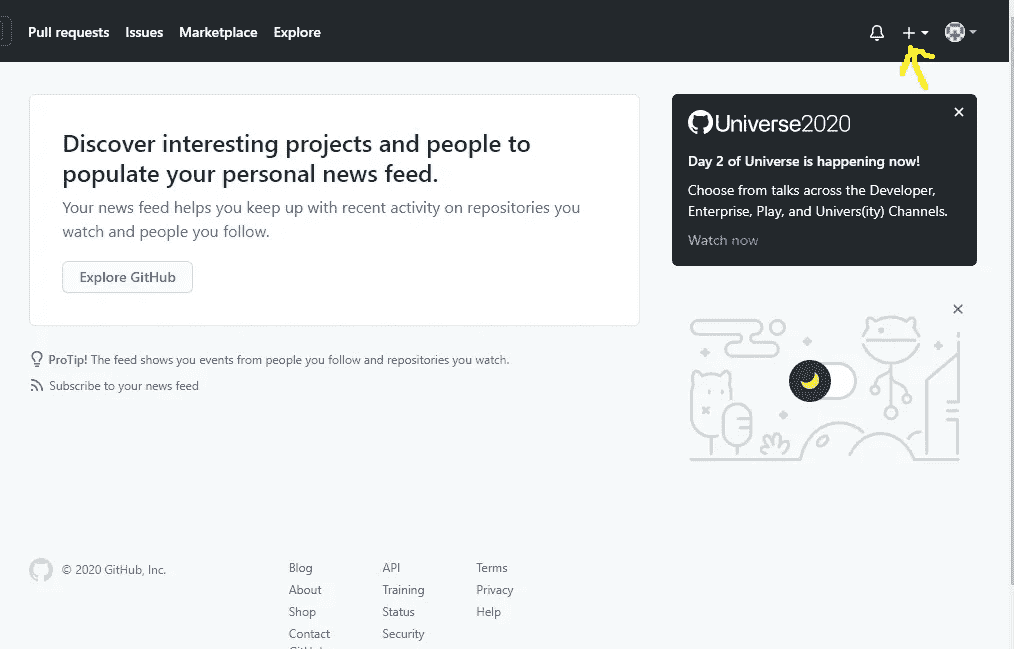 Pull requests Issues Marketplace Explore
Discover interesting projects and people to
populate your personal news feed.
Your news feed helps you keep up with recent activity on repositories you
watch and people you follow.
Explore GitHub
ProTip! The feed shows you events from people you follow and repositories you watch.
Subscribe to your news feed
Universe2020
Day 2 of Universe is happening now!
Choose from talks across the Developer,
Enterprise, Play, and Univers(ity) Channels.
Watch now
© 2020 GitHub, Inc.
Blog
About
Shop
Contact
GitHub
API
Training
Status
Security
Terms
Privacy
Help